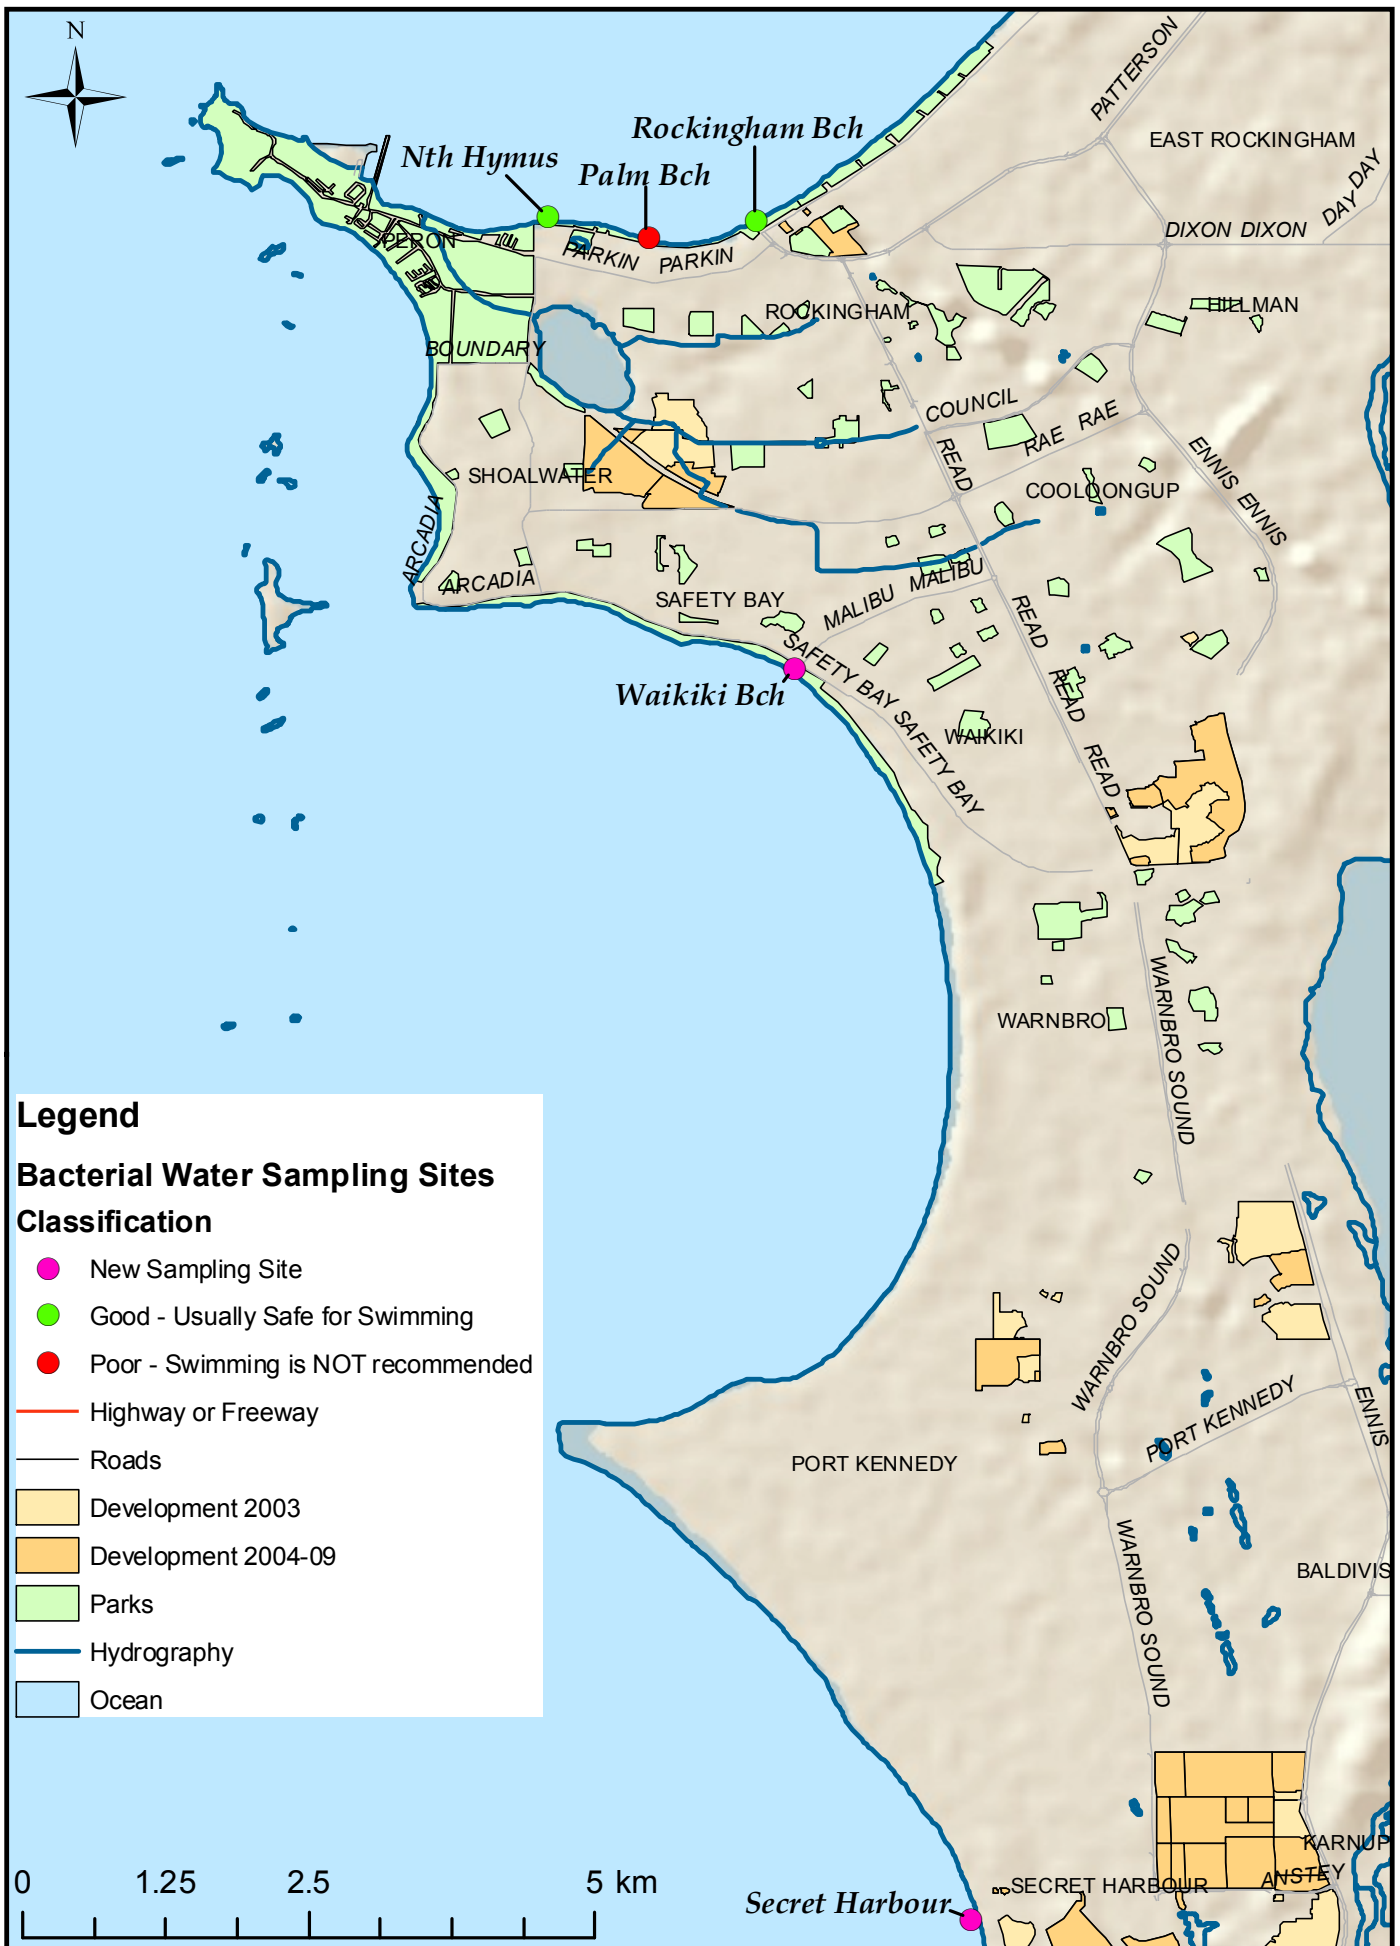 N
PATTERSON
Rockingham Bch
EAST ROCKINGHAM
Nth Hymus
Palm Bch
DAY
DAY
DIXON DIXON
PERON
PARKIN
PARKIN
ROCKINGHAM
HILLMAN
BOUNDARY
COUNCIL
RAE
RAE
READ
ENNIS
ENNIS
SHOALWATER
COOLOONGUP
ARCADIA
ARCADIA
MALIBU
MALIBU
SAFETY BAY
READ
SAFETY BAY
SAFETY BAY
READ
Waikiki Bch
WAIKIKI
READ
WARNBRO
WARNBRO SOUND
Legend
Bacterial Water Sampling Sites
Classification
New Sampling Site
Good - Usually Safe for Swimming
Poor - Swimming is NOT recommended
Highway or Freeway
Roads
Development 2003
Development 2004-09
Parks
Hydrography
Ocean
WARNBRO SOUND
PORT KENNEDY
ENNIS
PORT KENNEDY
WARNBRO SOUND
BALDIVIS
KARNUP
ANSTEY
SECRET HARBOUR
Secret Harbour
0 1.25 2.5 5 km